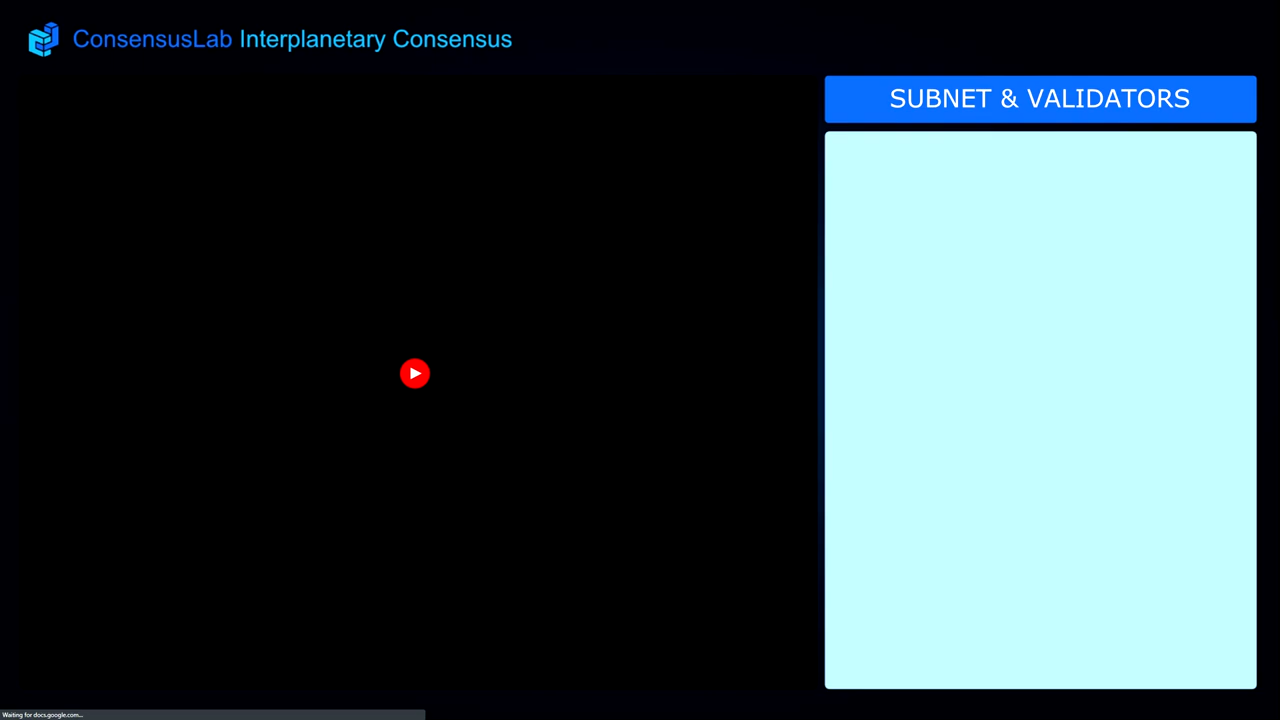 ConsensusLab Interplanetary Consensus
SUBNET & VALIDATORS
Waiting for docs.google.com...